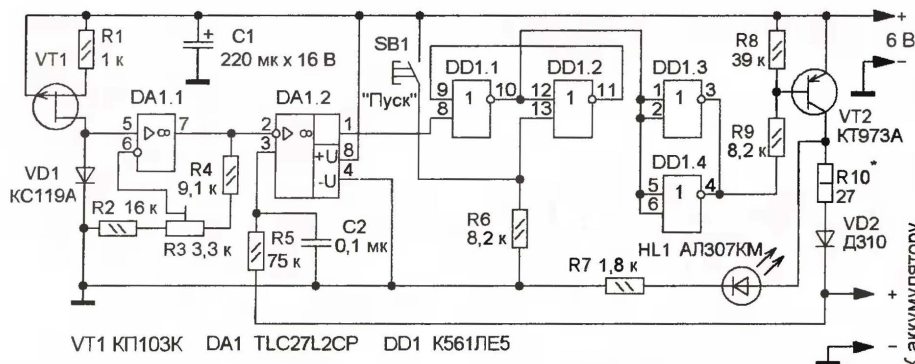 R1
1 к
VT1
C1
220 мк х 16 В
SB1
"Пуск"
DA1.1
DA1.2
DD1.1
DD1.2
DD1.3
DD1.4
R8
39 к
+
6 В
−
VT2
КТ973А
R9
8,2 к
R10*
27
VD2
Д310
5
6
7
▷∞
2
3
▷∞
1
8
4
+U
-U
9
8
1
10
12
13
1
11
1
2
1
3
5
6
1
4
VD1
КС119А
R4
9,1 к
R2 16 к
R3 3,3 к
R5
75 к
C2
0,1 мк
R6
8,2 к
R7 1,8 к
HL1 АЛ307КМ
+
−
К аккумулятору
VT1 КП103К DA1 TLC27L2CP DD1 К561ЛЕ5